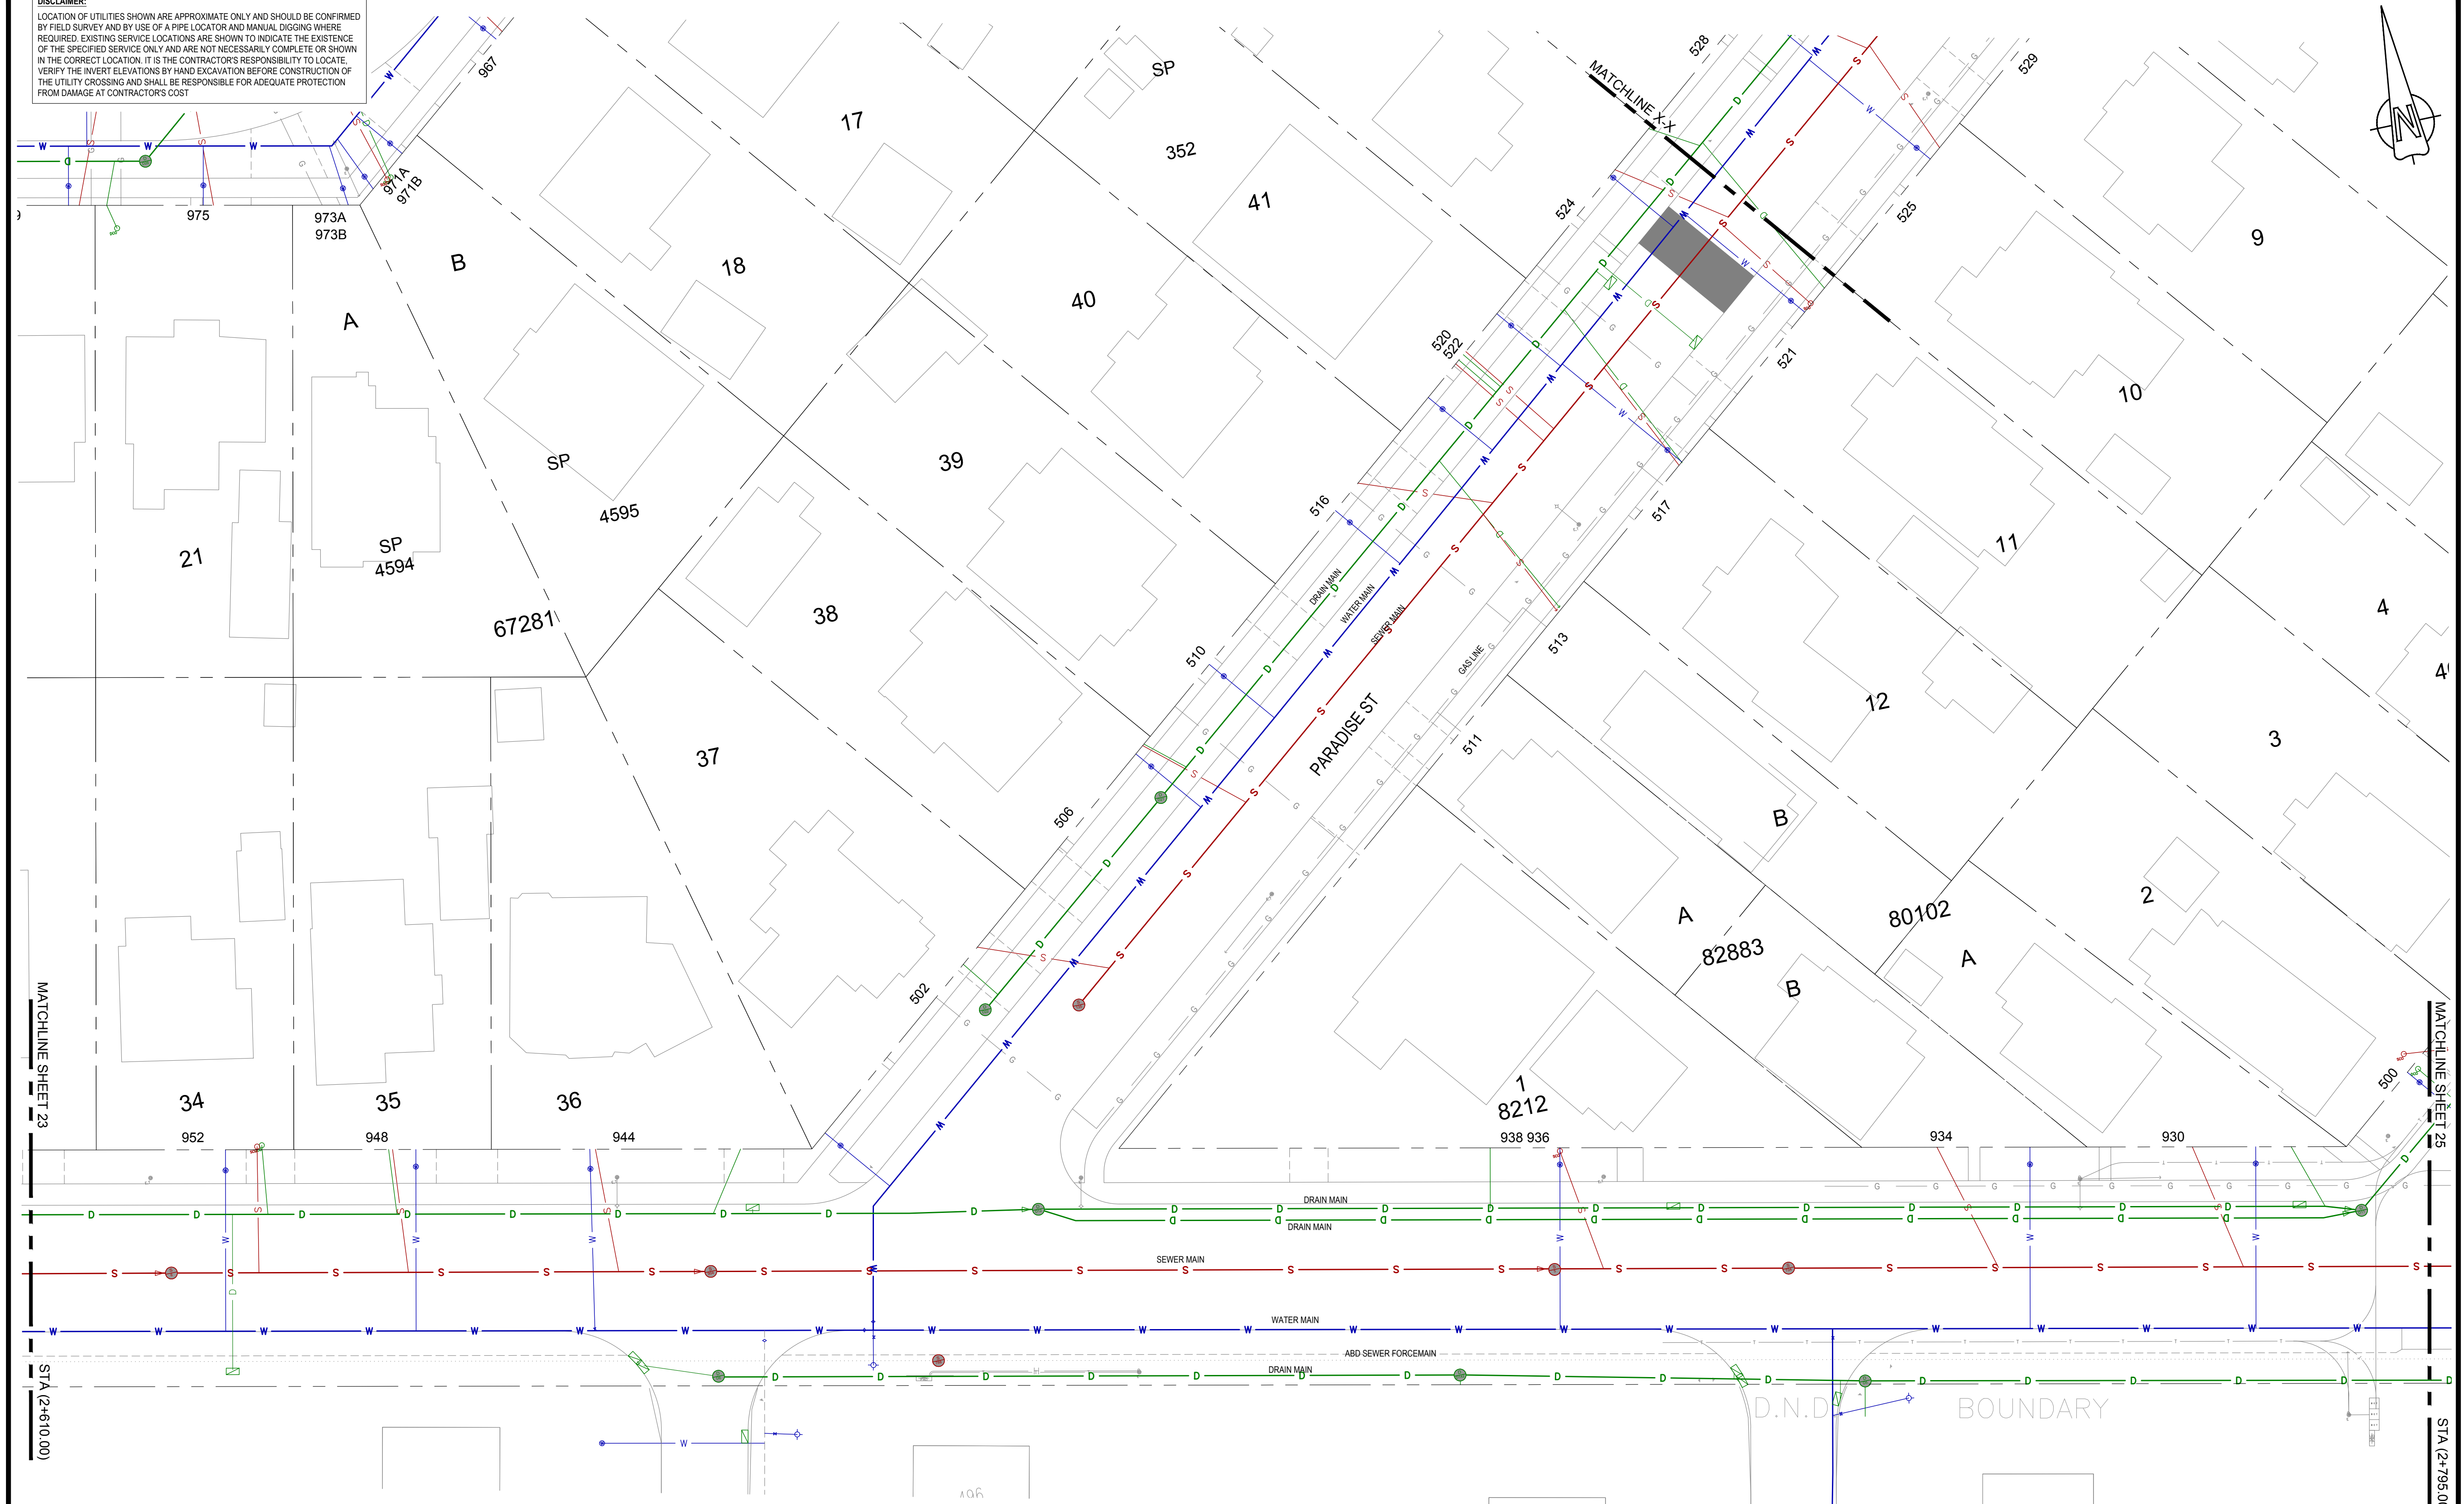 DISCLAIMER:
LOCATION OF UTILITIES SHOWN ARE APPROXIMATE ONLY AND SHOULD BE CONFIRMED
BY FIELD SURVEY AND BY USE OF A PIPE LOCATOR AND MANUAL DIGGING WHERE
REQUIRED. EXISTING SERVICE LOCATIONS ARE SHOWN TO INDICATE THE EXISTENCE
OF THE SPECIFIED SERVICE ONLY AND ARE NOT NECESSARILY COMPLETE OR SHOWN
IN THE CORRECT LOCATION. IT IS THE CONTRACTOR'S RESPONSIBILITY TO LOCATE,
VERIFY THE INVERT ELEVATIONS BY HAND EXCAVATION BEFORE CONSTRUCTION OF
THE UTILITY CROSSING AND SHALL BE RESPONSIBLE FOR ADEQUATE PROTECTION
FROM DAMAGE AT CONTRACTOR'S COST
967
971A
971B
975
973A
973B
B
A
17
18
SP
352
41
40
39
38
37
SP
4595
SP
4594
21
67281
MATCHLINE X-X
528
529
524
525
520
522
521
516
517
510
513
511
506
502
N
9
10
11
12
4
3
2
DRAIN MAIN
WATER MAIN
SEWER MAIN
GAS LINE
PARADISE ST
B
A
80102
82883
A
B
1
8212
34
35
36
952
948
944
938 936
934
930
500
MATCHLINE SHEET 23
STA (2+610.00)
MATCHLINE SHEET 25
STA (2+795.0
DRAIN MAIN
DRAIN MAIN
SEWER MAIN
WATER MAIN
ABD SEWER FORCEMAIN
DRAIN MAIN
D.N.D BOUNDARY